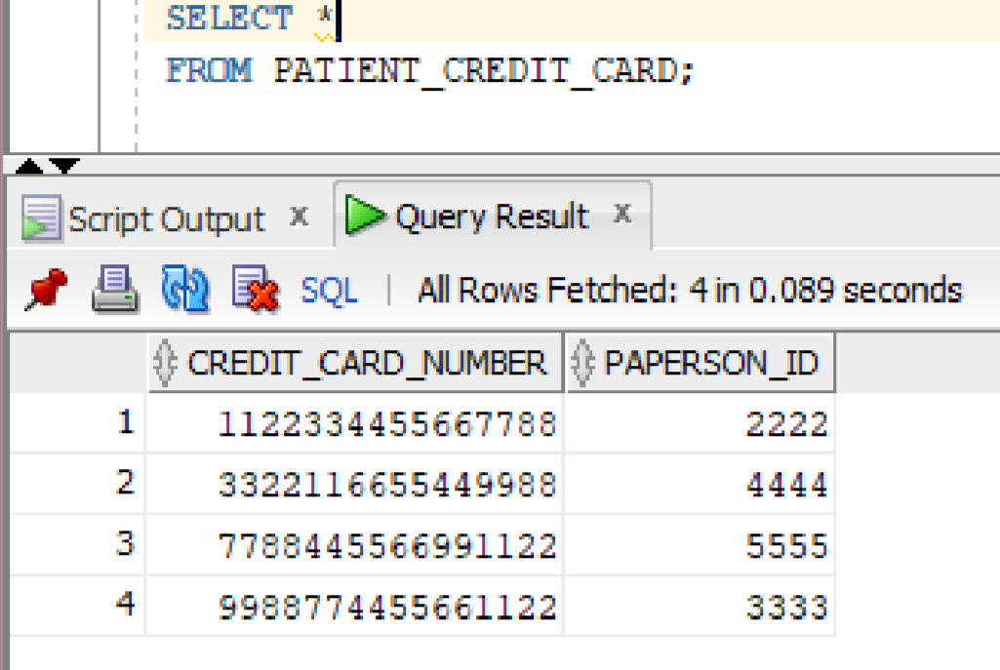 SELECT *
FROM PATIENT_CREDIT_CARD;
Script Output x Query Result x
SQL | All Rows Fetched: 4 in 0.089 seconds
CREDIT_CARD_NUMBER PAPERSON_ID
1 1122334455667788 2222
2 3322116655449988 4444
3 7788445566991122 5555
4 9988774455661122 3333